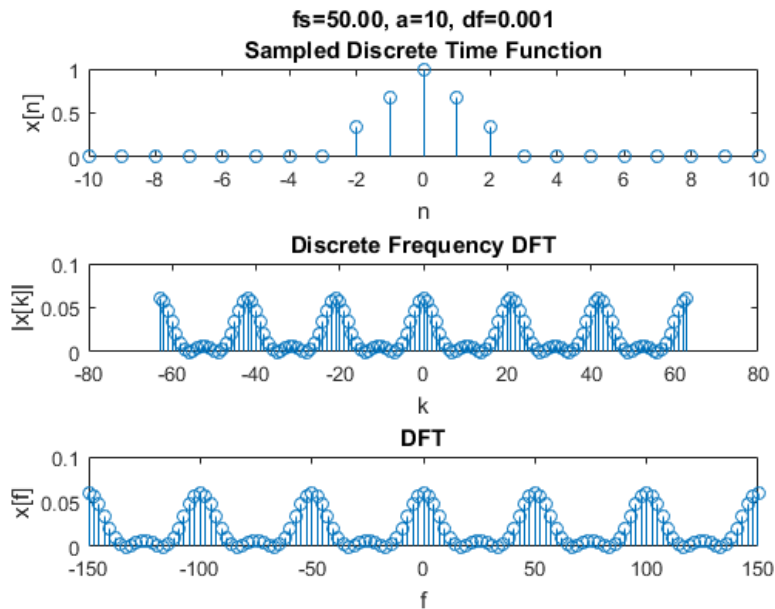 fs=50.00, a=10, df=0.001
Sampled Discrete Time Function
1
0.5
0
x[n]
-10 -8 -6 -4 -2 0 2 4 6 8 10
n
Discrete Frequency DFT
0.1
0.05
0
|x[k]|
-80 -60 -40 -20 0 20 40 60 80
k
DFT
0.1
0.05
0
x[f]
-150 -100 -50 0 50 100 150
f